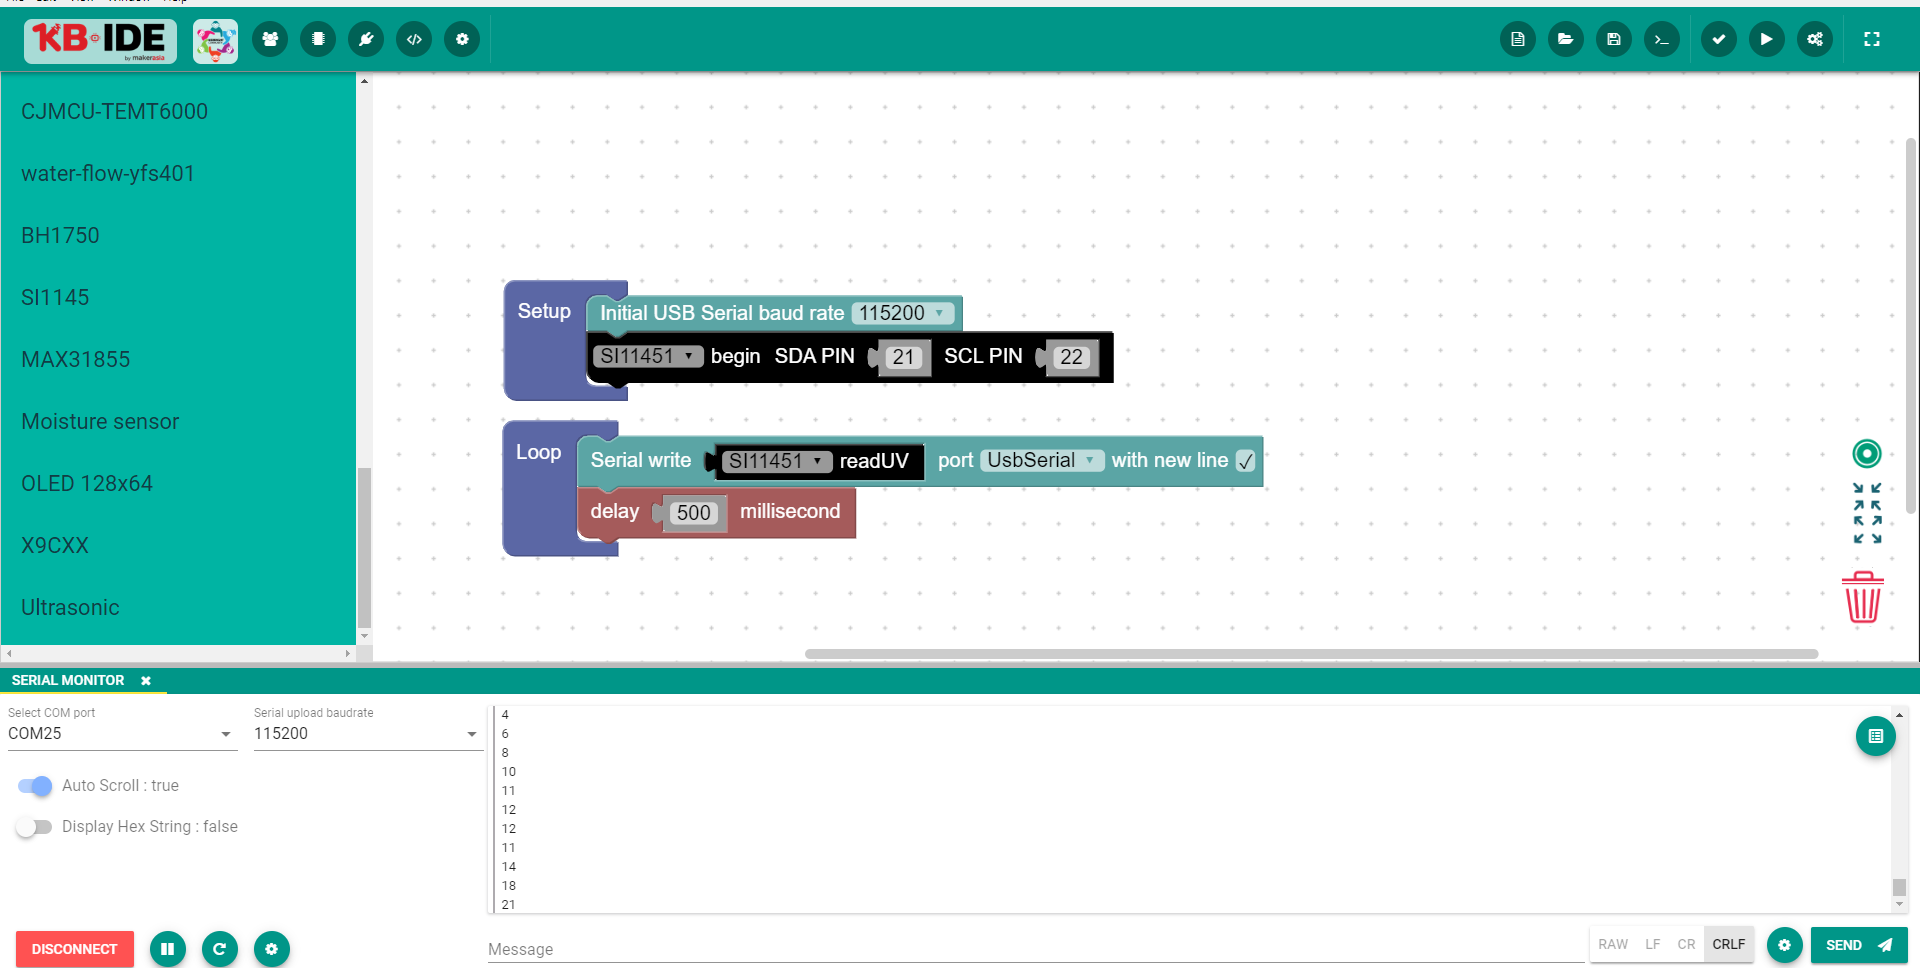 KB-IDE
by makerasia
CJMCU-TEMT6000
water-flow-yfs401
BH1750
SI1145
MAX31855
Moisture sensor
OLED 128x64
X9CXX
Ultrasonic
Setup
Initial USB Serial baud rate 115200
SI11451 begin SDA PIN 21 SCL PIN 22
Loop
Serial write SI11451 readUV port UsbSerial with new line
delay 500 millisecond
SERIAL MONITOR
Select COM port
COM25
Serial upload baudrate
115200
Auto Scroll : true
Display Hex String : false
4
6
8
10
11
12
12
11
14
18
21
DISCONNECT
Message
RAW LF CR CRLF
SEND